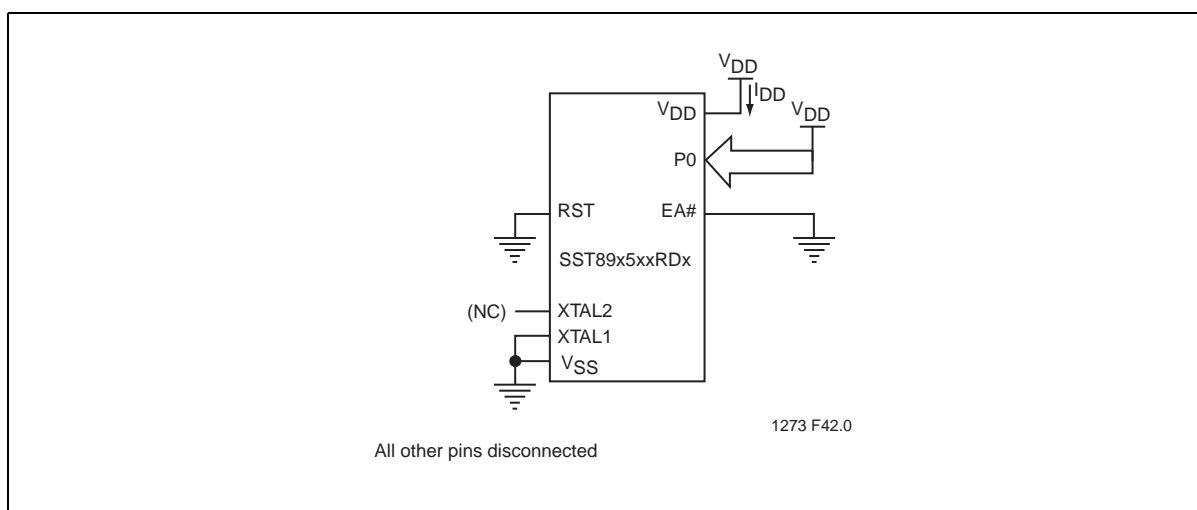 VDD
IDD
VDD
VDD
P0
RST
EA#
SST89x5xxRDx
(NC)
XTAL2
XTAL1
VSS
1273 F42.0
All other pins disconnected